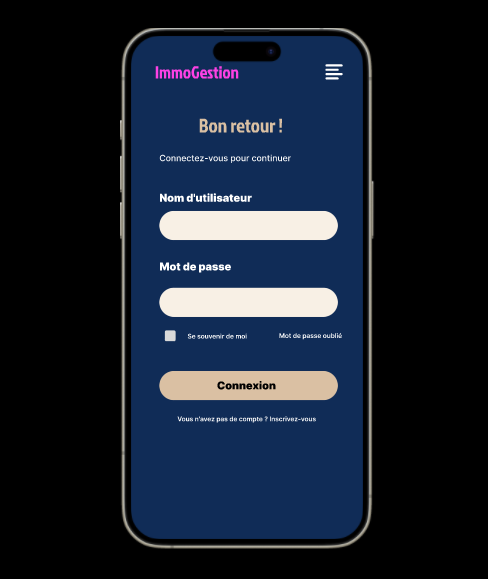 ImmoGestion
Bon retour !
Connectez-vous pour continuer
Nom d'utilisateur
Mot de passe
Se souvenir de moi
Mot de passe oublié
Connexion
Vous n'avez pas de compte ? Inscrivez-vous